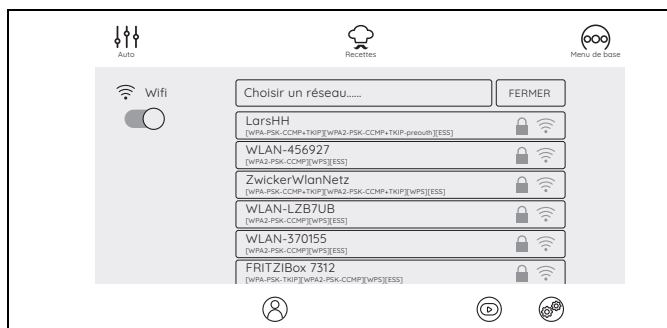 Auto
Recettes
Menu de base
Wifi
Choisir un réseau......
FERMER
LarsHH
[WPA-PSK-CCMP+TKIP][WPA2-PSK-CCMP+TKIP-preouth][ESS]
WLAN-456927
[WPA2-PSK-CCMP][WPS][ESS]
ZwickerWlanNetz
[WPA-PSK-CCMP+TKIP][WPA2-PSK-CCMP+TKIP][WPS][ESS]
WLAN-LZB7UB
[WPA2-PSK-CCMP][WPS][ESS]
WLAN-370155
[WPA2-PSK-CCMP][WPS][ESS]
FRITZIBox 7312
[WPA-PSK-TKIP][WPA2-PSK-CCMP][WPS][ESS]